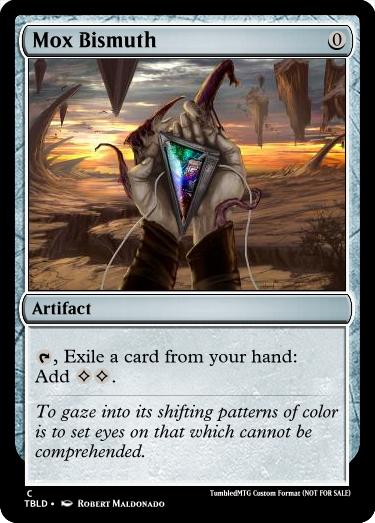 Mox Bismuth 0
Artifact
, Exile a card from your hand:
Add .
To gaze into its shifting patterns of color
is to set eyes on that which cannot be
comprehended.
C
TBLD • Robert Maldonado
TumbledMTG Custom Format (NOT FOR SALE)